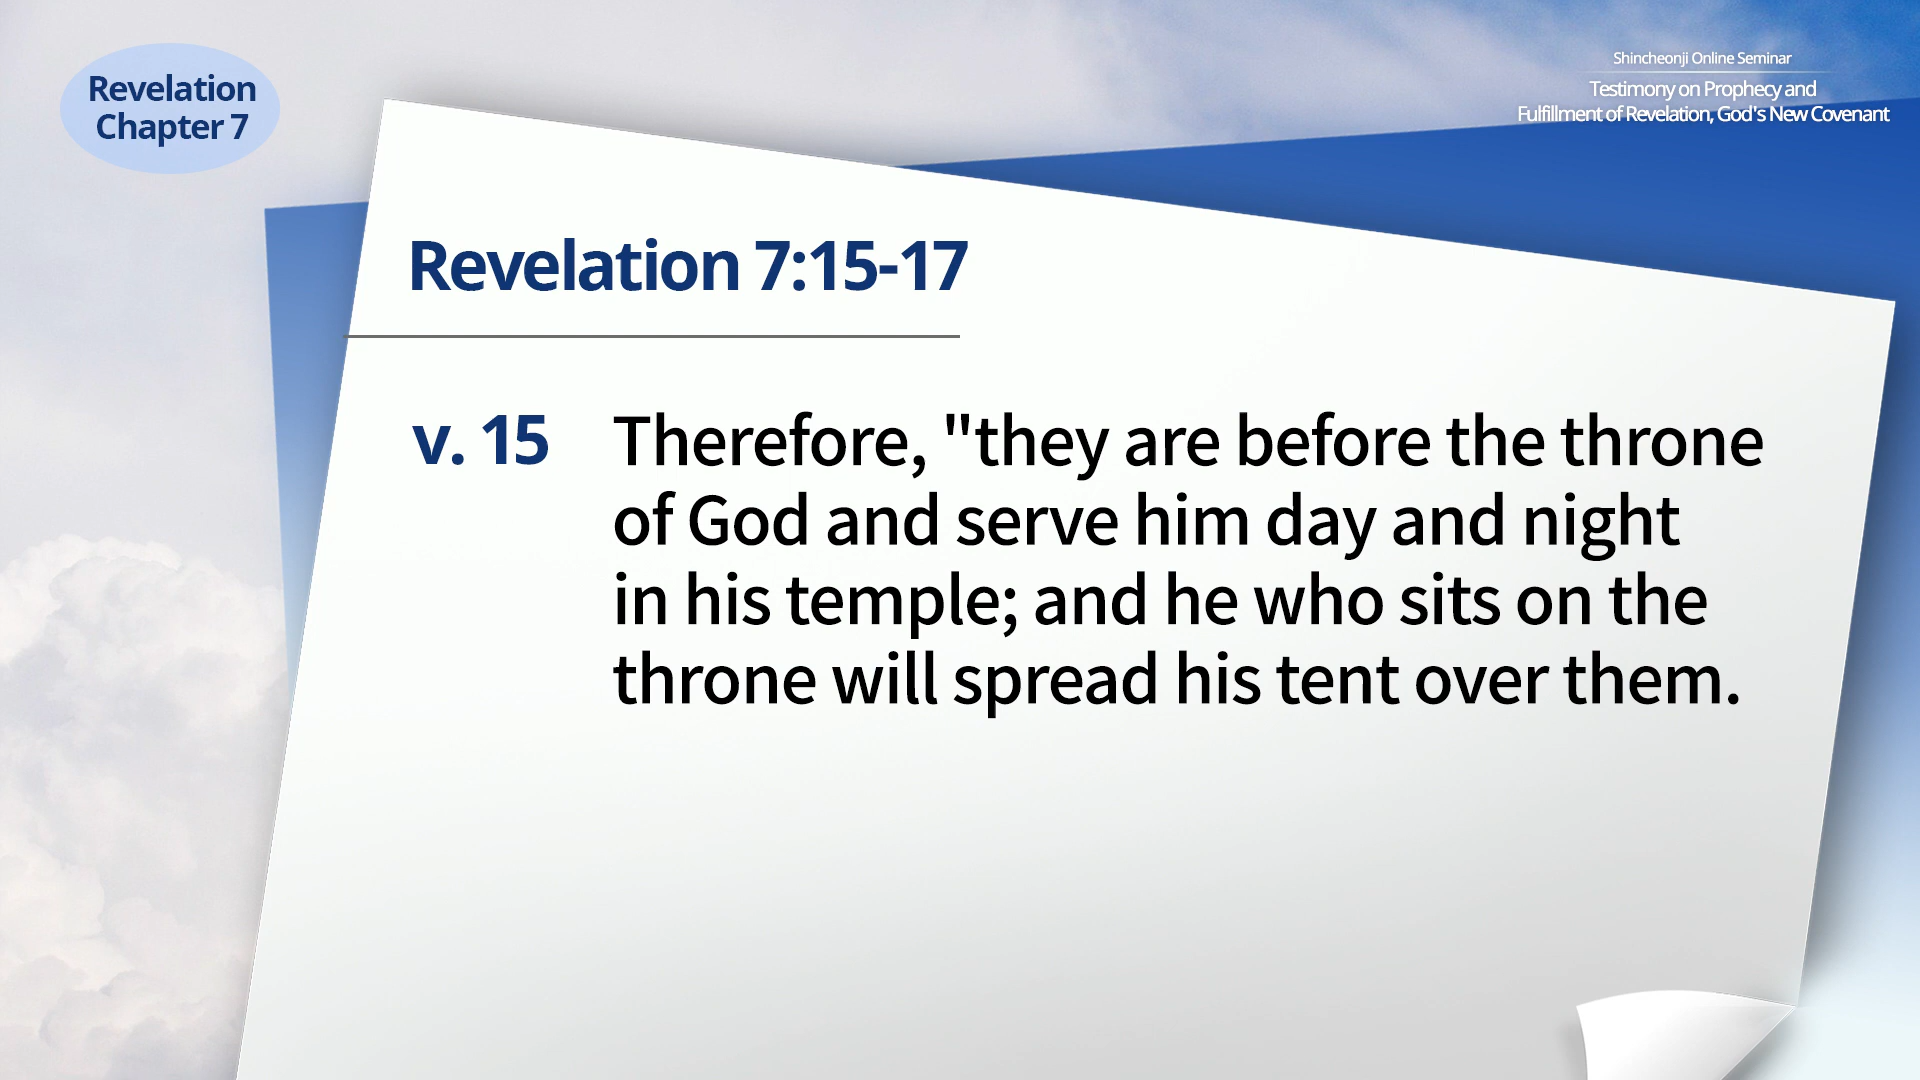 Revelation
Chapter 7
Shincheonji Online Seminar
Testimony on Prophecy and
Fulfillment of Revelation, God's New Covenant
Revelation 7:15-17
v. 15 Therefore, "they are before the throne
of God and serve him day and night
in his temple; and he who sits on the
throne will spread his tent over them.